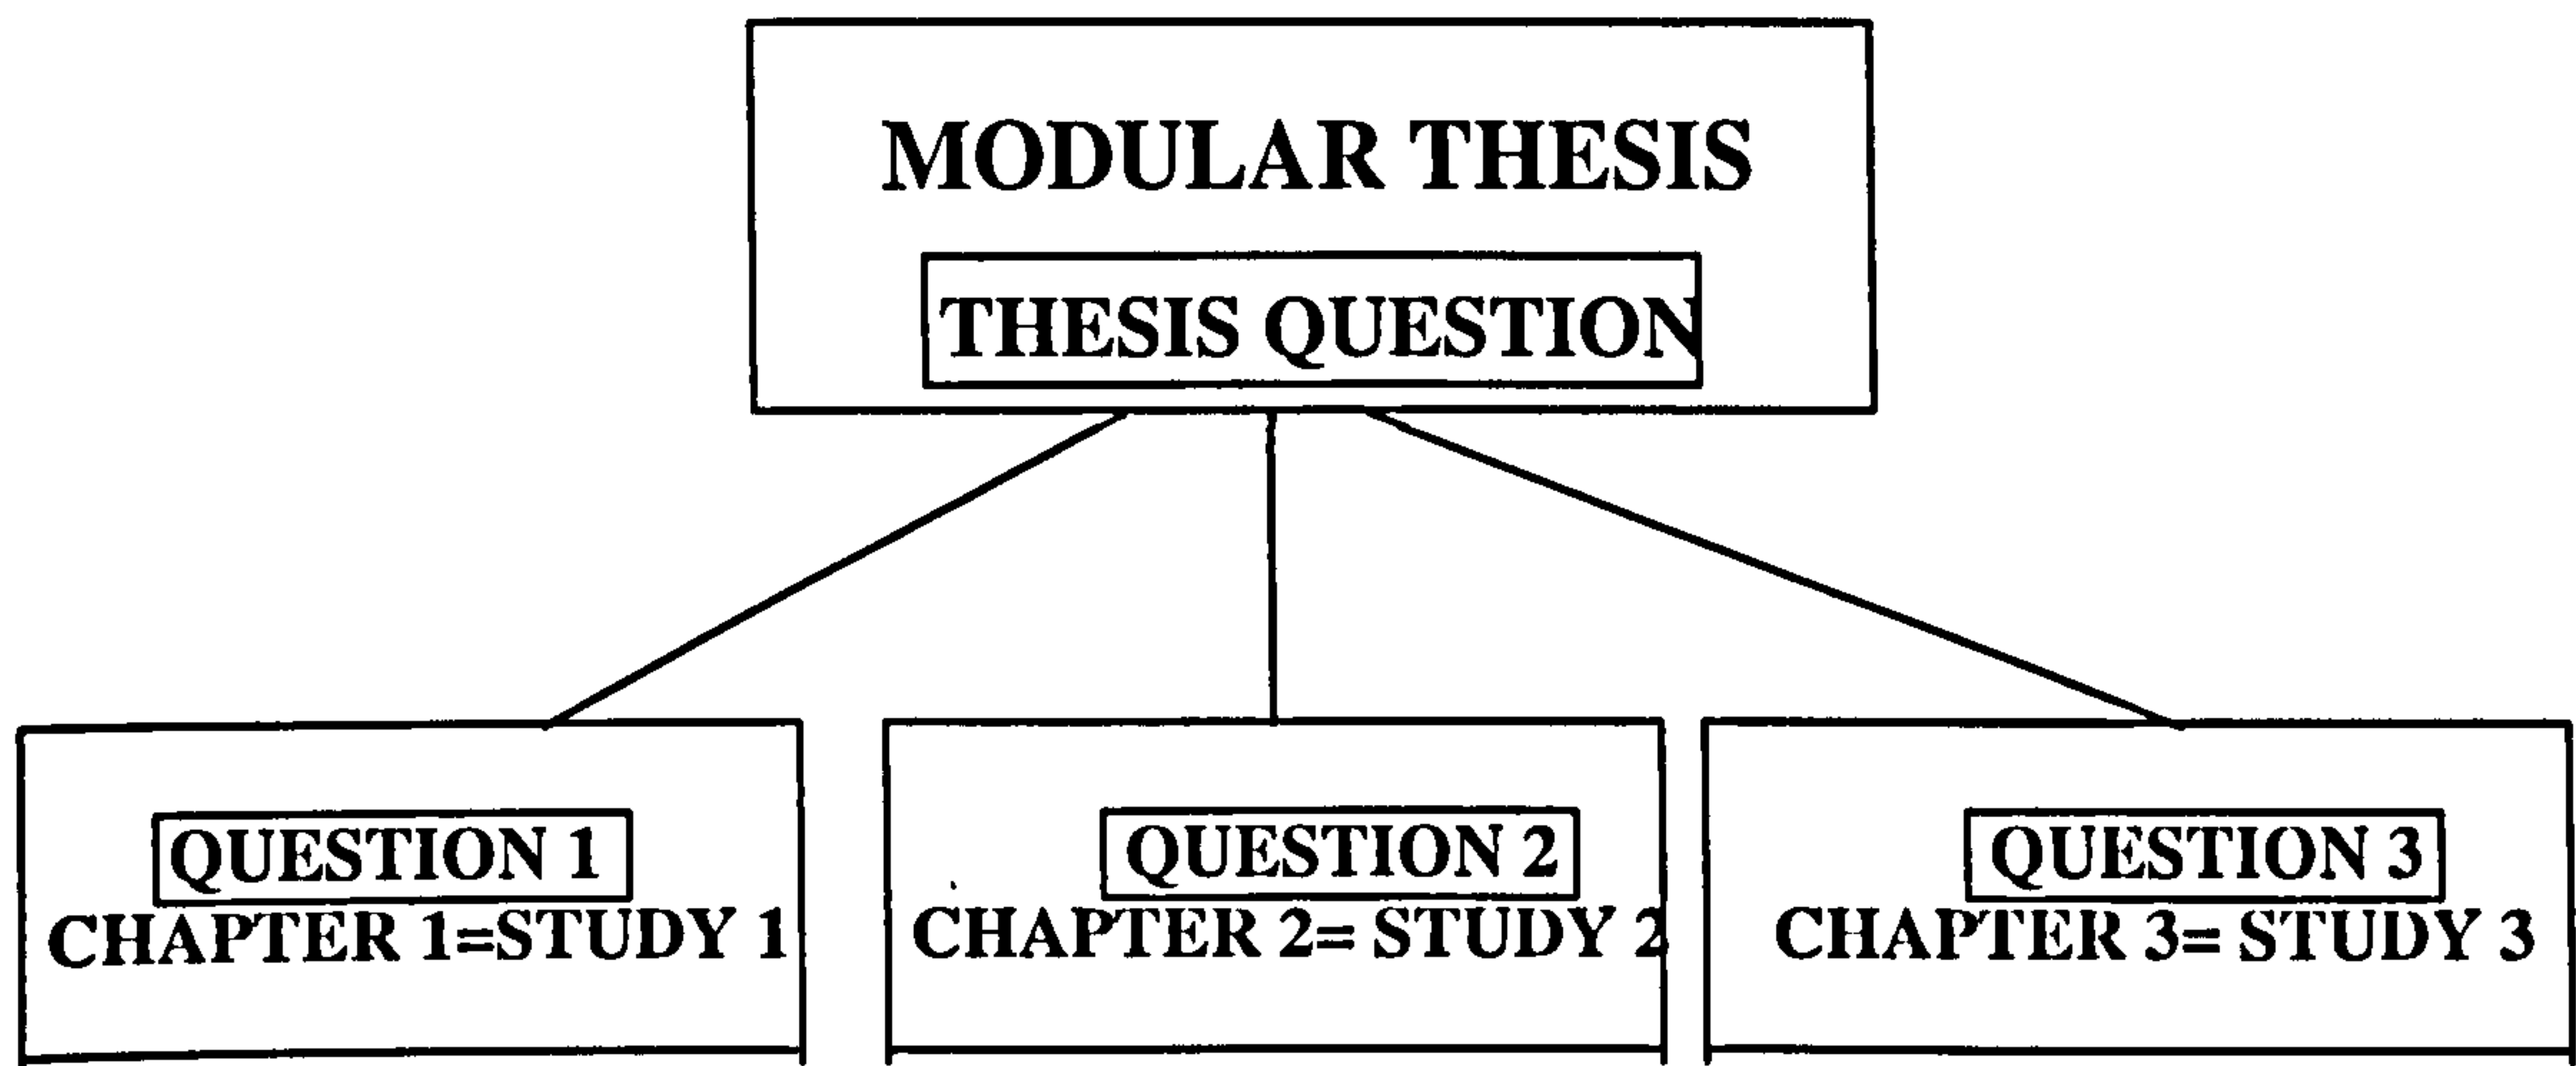 MODULAR THESIS
THESIS QUESTION
QUESTION 1
CHAPTER 1=STUDY 1
QUESTION 2
CHAPTER 2= STUDY 2
QUESTION 3
CHAPTER 3= STUDY 3